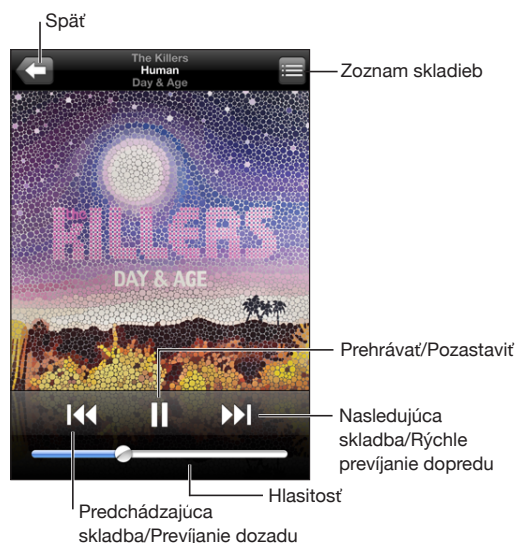 Späť
The Killers
Human
Day & Age
Zoznam skladieb
KILLERS
DAY & AGE
Prehrávať/Pozastaviť
Nasledujúca
skladba/Rýchle
prevíjanie dopredu
Hlasitosť
Predchádzajúca
skladba/Prevíjanie dozadu